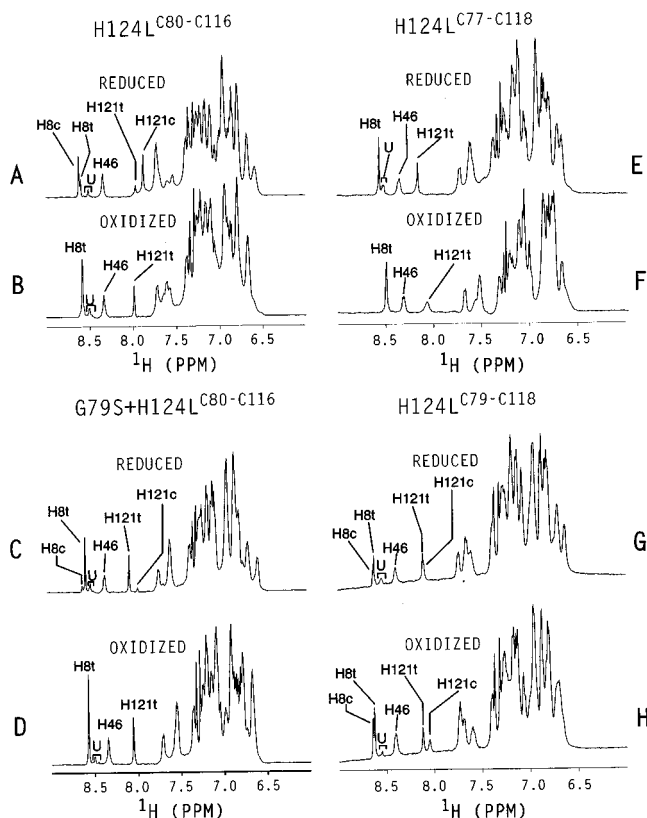 H124L^C80-C116
REDUCED
H8c
H8t
U
H46
H121t
H121c
A
OXIDIZED
H8t
U
H46
H121t
B
8.5 8.0 7.5 7.0 6.5
¹H (PPM)
H124L^C77-C118
REDUCED
H8t
U
H46
H121t
E
OXIDIZED
H8t
H46
H121t
F
8.5 8.0 7.5 7.0 6.5
¹H (PPM)
G79S+H124L^C80-C116
REDUCED
H8t
H8c
U
H46
H121t
H121c
C
OXIDIZED
H8t
U
H46
H121t
D
8.5 8.0 7.5 7.0 6.5
¹H (PPM)
H124L^C79-C118
REDUCED
H8c
H8t
U
H46
H121t
H121c
G
OXIDIZED
H8t
H8c
U
H46
H121t
H121c
H
8.5 8.0 7.5 7.0 6.5
¹H (PPM)